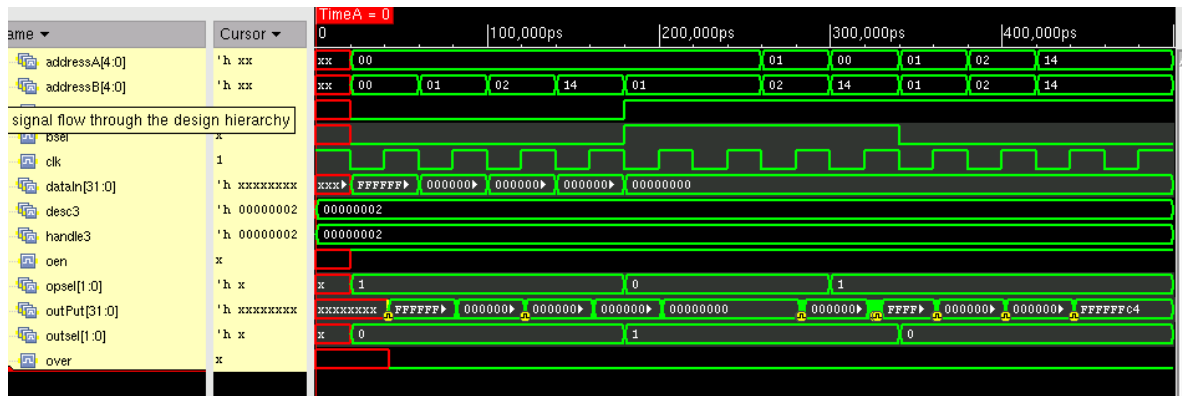 TimeA = 0
ame ▼ Cursor ▼ 0 100,000ps 200,000ps 300,000ps 400,000ps
addressA[4:0] 'h xx xx 00 01 00 01 02 14
addressB[4:0] 'h xx xx 00 01 02 14 01 02 14 01 02 14
signal flow through the design hierarchy
bsel x
clk 1
dataIn[31:0] 'h xxxxxxxx xxx FFFFFF 000000 000000 000000 00000000
desc3 'h 00000002 00000002
handle3 'h 00000002 00000002
oen x
opsel[1:0] 'h x x 1 0 1
outPut[31:0] 'h xxxxxxxx xxxxxxxx FFFFFF 000000 000000 000000 00000000 000000 FFFF 000000 000000 FFFFFFc4
outsel[1:0] 'h x x 0 1 0
over x